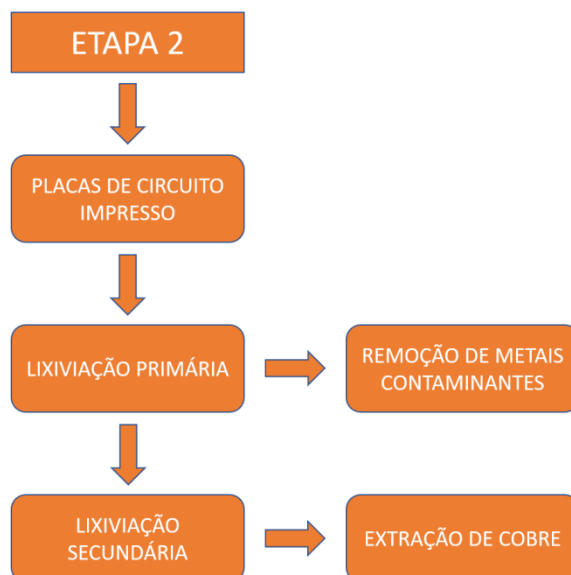 ETAPA 2
PLACAS DE CIRCUITO
IMPRESSO
LIXIVIAÇÃO PRIMÁRIA
REMOÇÃO DE METAIS
CONTAMINANTES
LIXIVIAÇÃO
SECUNDÁRIA
EXTRAÇÃO DE COBRE